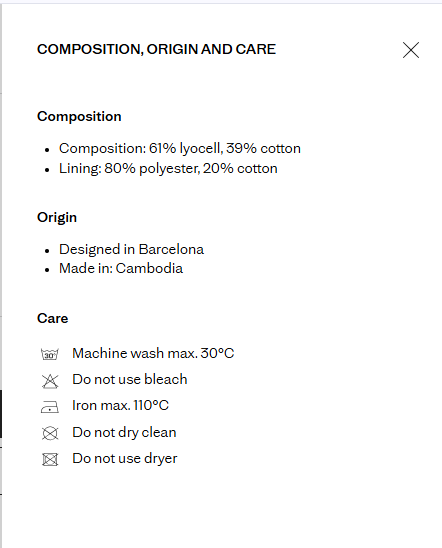 COMPOSITION, ORIGIN AND CARE
Composition
Composition: 61% lyocell, 39% cotton
Lining: 80% polyester, 20% cotton
Origin
Designed in Barcelona
Made in: Cambodia
Care
30° Machine wash max. 30°C
Do not use bleach
Iron max. 110°C
Do not dry clean
Do not use dryer